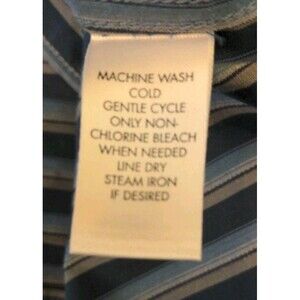 MACHINE WASH
COLD
GENTLE CYCLE
ONLY NON-
CHLORINE BLEACH
WHEN NEEDED
LINE DRY
STEAM IRON
IF DESIRED